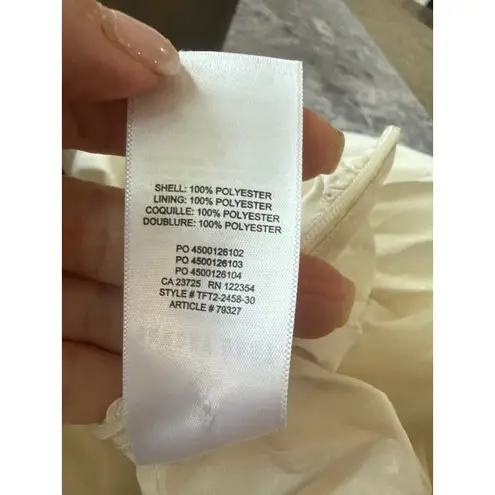 SHELL: 100% POLYESTER
LINING: 100% POLYESTER
COQUILLE: 100% POLYESTER
DOUBLURE: 100% POLYESTER
PO 4500126102
PO 4500126103
PO 4500126104
CA 23725 RN 122354
STYLE # TFT2-2458-30
ARTICLE # 79327